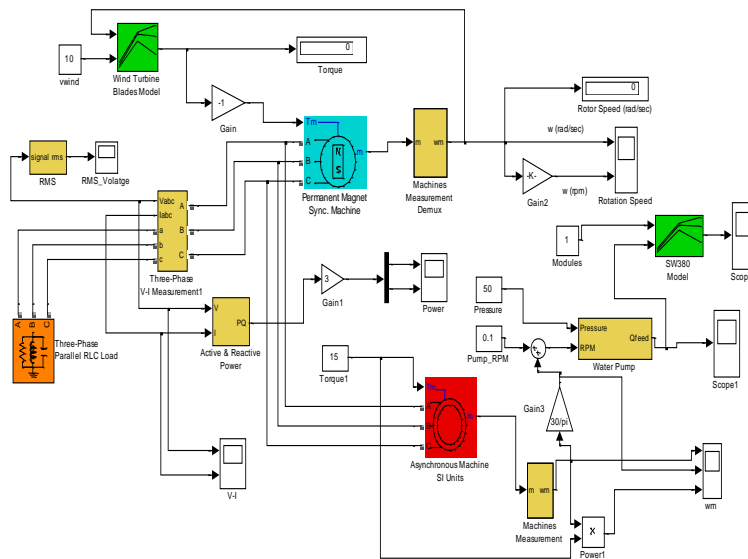 0
10
vwind
Wind Turbine
Blades Model
Torque
-1
Gain
Tm
A
B
C
N
S
m
Permanent Magnet
Sync. Machine
m
wm
Machines
Measurement
Demux
0
Rotor Speed (rad/sec)
w (rad/sec)
-K-
Gain2
w (rpm)
Rotation Speed
signal rms
RMS
RMS_Volatge
Vabc
Iabc
a
b
c
A
B
C
Three-Phase
V-I Measurement1
A
B
C
Three-Phase
Parallel RLC Load
V
I
PQ
Active & Reactive
Power
3
Gain1
Power
1
Modules
SW380
Model
Scop
50
Pressure
0.1
Pump_RPM
Pressure
RPM
Qfeed
Water Pump
Scope1
15
Torque1
Tm
A
C
m
Asynchronous Machine
SI Units
Gain3
30/pi
V-I
m
wm
Machines
Measurement
x
Power1
wm